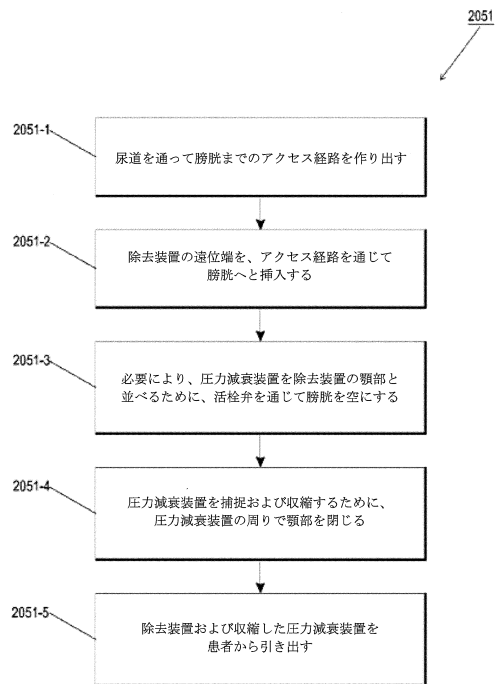 2051
2051-1
尿道を通って膀胱までのアクセス経路を作り出す
2051-2
除去装置の遠位端を、アクセス経路を通じて
膀胱へと挿入する
2051-3
必要により、圧力減衰装置を除去装置の顎部と
並べるために、活栓弁を通じて膀胱を空にする
2051-4
圧力減衰装置を捕捉および収縮するために、
圧力減衰装置の周りで顎部を閉じる
2051-5
除去装置および収縮した圧力減衰装置を
患者から引き出す